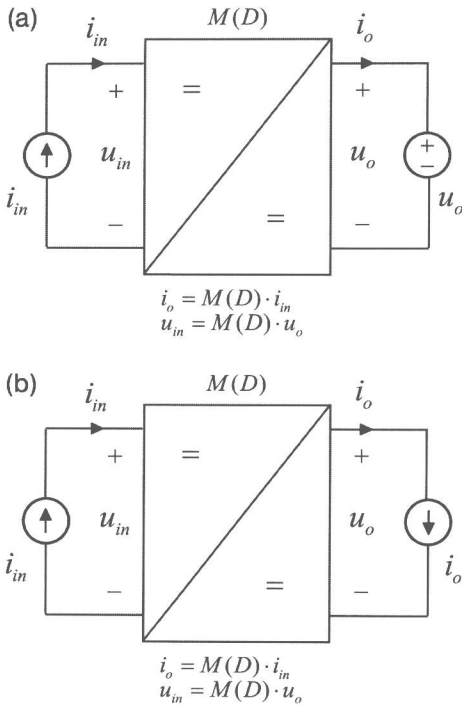 (a)
M(D)
i_in
i_o
+ = + +
u_in u_o −
i_in u_o
− = −
i_o = M(D) · i_in
u_in = M(D) · u_o
(b)
M(D)
i_in
i_o
+ = +
u_in u_o
i_in i_o
− = −
i_o = M(D) · i_in
u_in = M(D) · u_o